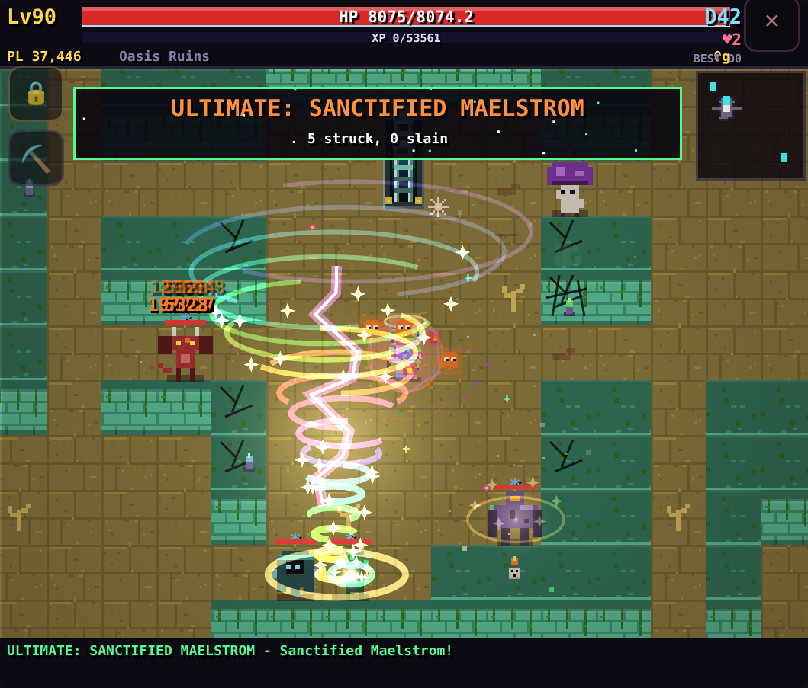 Lv90
HP 8075/8074.2
D42
XP 0/53561
♥2
PL 37,446
Oasis Ruins
ULTIMATE: SANCTIFIED MAELSTROM
5 struck, 0 slain
ULTIMATE: SANCTIFIED MAELSTROM - Sanctified Maelstrom!